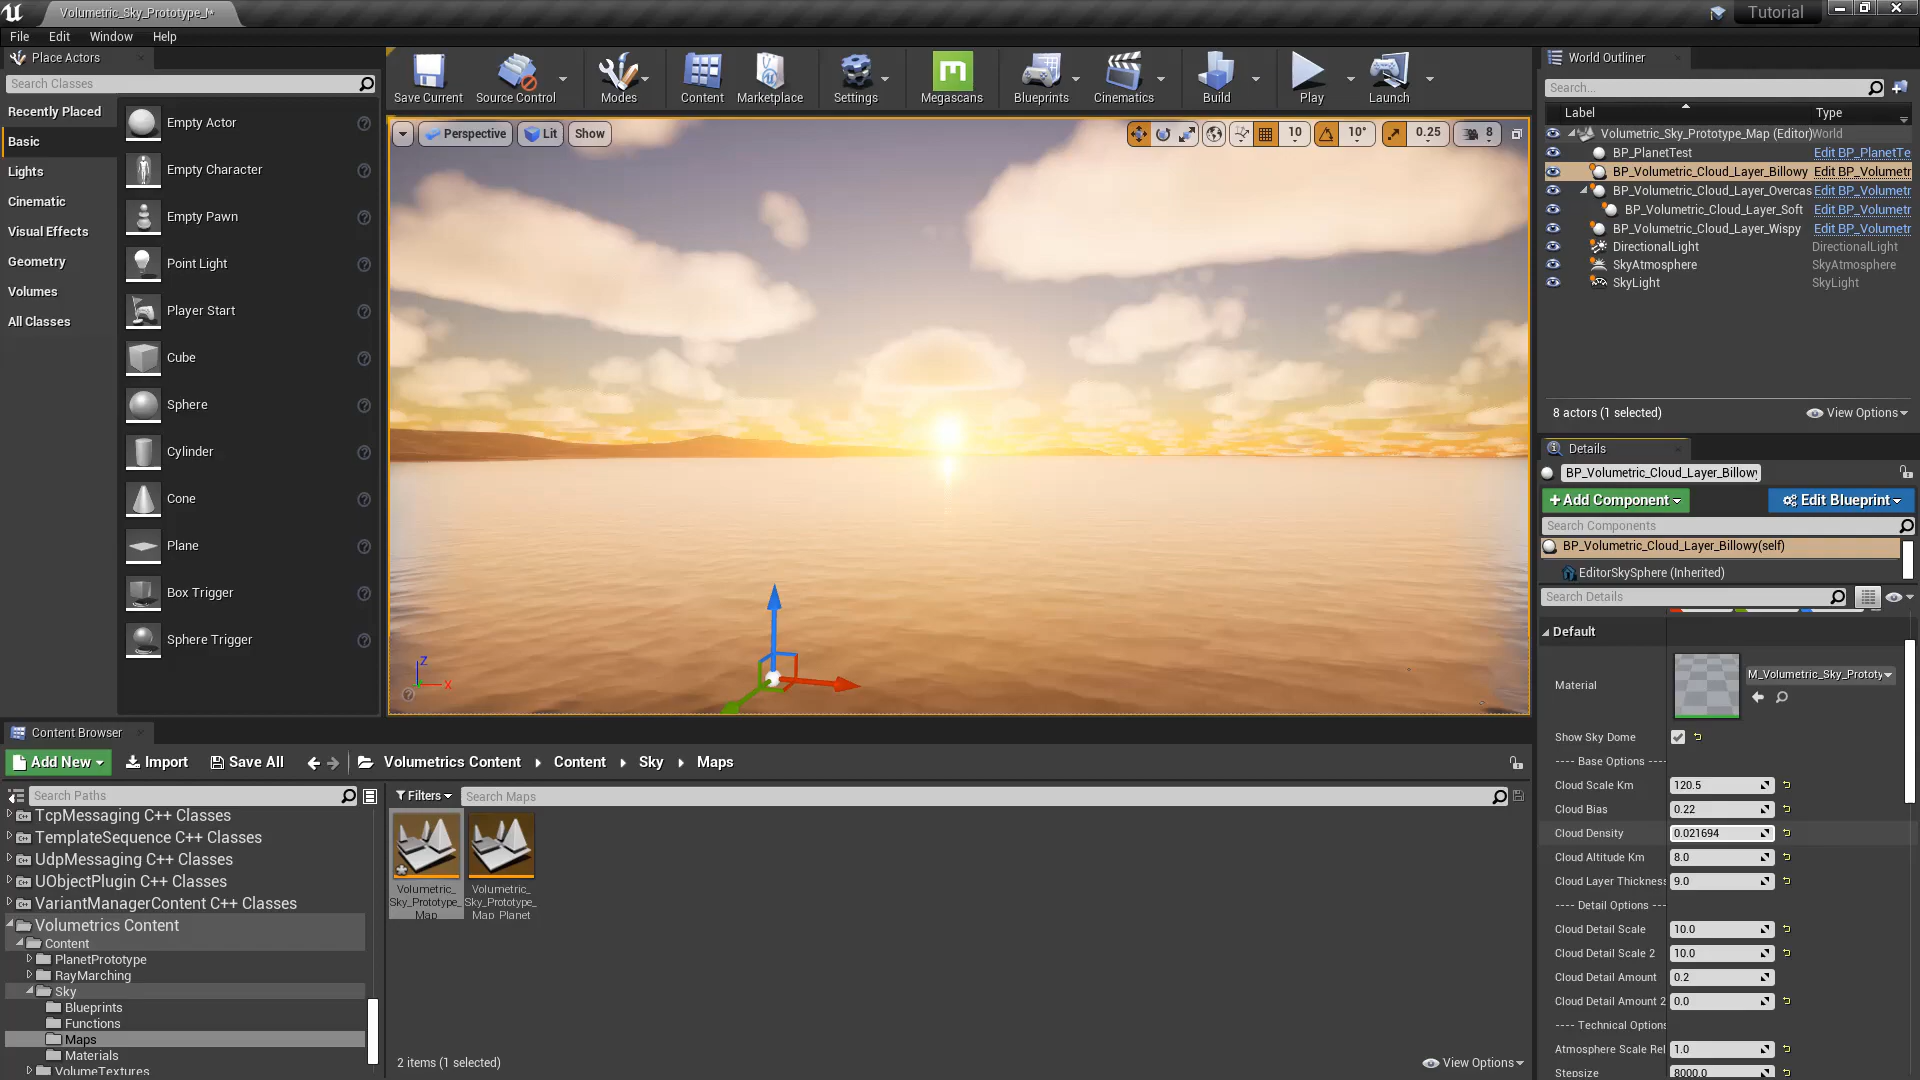 Volumetric_Sky_Prototype_M•
Tutorial
File Edit Window Help
Place Actors
Search Classes
Recently Placed
Basic
Lights
Cinematic
Visual Effects
Geometry
Volumes
All Classes
Empty Actor
Empty Character
Empty Pawn
Point Light
Player Start
Cube
Sphere
Cylinder
Cone
Plane
Box Trigger
Sphere Trigger
Save Current Source Control Modes Content Marketplace Settings Megascans Blueprints Cinematics Build Play Launch
Perspective Lit Show
10 10° 0.25 8
Z
X
World Outliner
Search...
Label Type
Volumetric_Sky_Prototype_Map (Editor) World
BP_PlanetTest Edit BP_PlanetTe
BP_Volumetric_Cloud_Layer_Billowy Edit BP_Volumetr
BP_Volumetric_Cloud_Layer_Overcas Edit BP_Volumetr
BP_Volumetric_Cloud_Layer_Soft Edit BP_Volumetr
BP_Volumetric_Cloud_Layer_Wispy Edit BP_Volumetr
DirectionalLight DirectionalLight
SkyAtmosphere SkyAtmosphere
SkyLight SkyLight
8 actors (1 selected) View Options
Details
BP_Volumetric_Cloud_Layer_Billowy
+Add Component Edit Blueprint
Search Components
BP_Volumetric_Cloud_Layer_Billowy(self)
EditorSkySphere (Inherited)
Search Details
Default
Material M_Volumetric_Sky_Prototy
Show Sky Dome
---- Base Options ----
Cloud Scale Km 120.5
Cloud Bias 0.22
Cloud Density 0.021694
Cloud Altitude Km 8.0
Cloud Layer Thickness 9.0
---- Detail Options ----
Cloud Detail Scale 10.0
Cloud Detail Scale 2 10.0
Cloud Detail Amount 0.2
Cloud Detail Amount 2 0.0
---- Technical Options
Atmosphere Scale Rel 1.0
Stepsize 8000.0
Content Browser
Add New Import Save All Volumetrics Content Content Sky Maps
Search Paths
Filters Search Maps
TcpMessaging C++ Classes
TemplateSequence C++ Classes
UdpMessaging C++ Classes
UObjectPlugin C++ Classes
VariantManagerContent C++ Classes
Volumetrics Content
Content
PlanetPrototype
RayMarching
Sky
Blueprints
Functions
Maps
Materials
VolumeTextures
Volumetric_
Sky_Prototype_
Map
Volumetric_
Sky_Prototype_
Map_Planet
2 items (1 selected) View Options